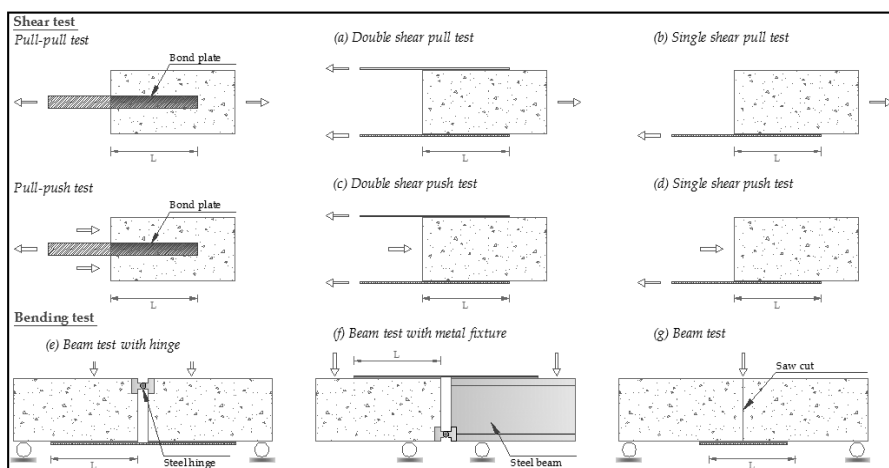 Shear test
Pull-pull test
(a) Double shear pull test
(b) Single shear pull test
Bond plate
L
L
L
Pull-push test
(c) Double shear push test
(d) Single shear push test
Bond plate
L
L
L
Bending test
(e) Beam test with hinge
(f) Beam test with metal fixture
(g) Beam test
L
Saw cut
L
Steel hinge
Steel beam
L